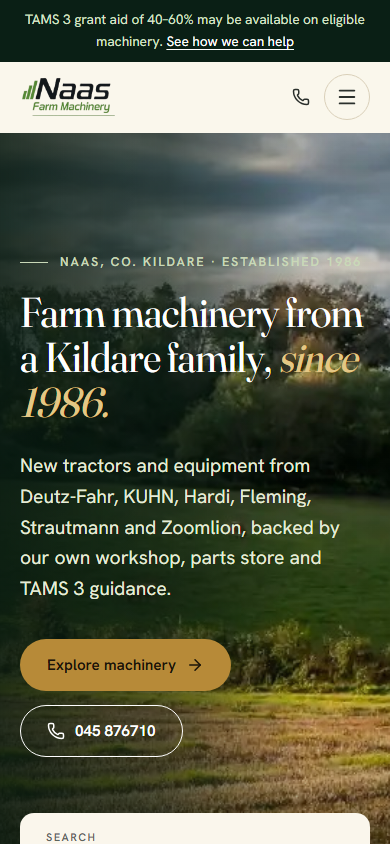 TAMS 3 grant aid of 40–60% may be available on eligible
machinery. See how we can help
Naas
Farm Machinery
NAAS, CO. KILDARE · ESTABLISHED 1986
Farm machinery from
a Kildare family, since
1986.
New tractors and equipment from
Deutz-Fahr, KUHN, Hardi, Fleming,
Strautmann and Zoomlion, backed by
our own workshop, parts store and
TAMS 3 guidance.
Explore machinery
045 876710
SEARCH